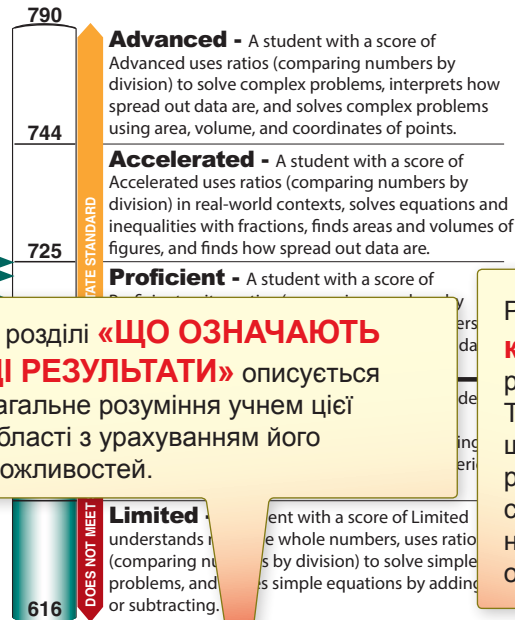 790
Advanced - A student with a score of
Advanced uses ratios (comparing numbers by
division) to solve complex problems, interprets how
spread out data are, and solves complex problems
using area, volume, and coordinates of points.
744
Accelerated - A student with a score of
Accelerated uses ratios (comparing numbers by
division) in real-world contexts, solves equations and
inequalities with fractions, finds areas and volumes of
figures, and finds how spread out data are.
725
STANDARD
Proficient - A student with a score of
розділі «ЩО ОЗНАЧАЮТЬ
ЦІ РЕЗУЛЬТАТИ» описується
загальне розуміння учнем цієї
області з урахуванням його
можливостей.
DOES NOT MEET
Limited - ent with a score of Limited
understands whole numbers, uses ratio
(comparing by division) to solve simple
problems, and simple equations by adding
or subtracting.
616